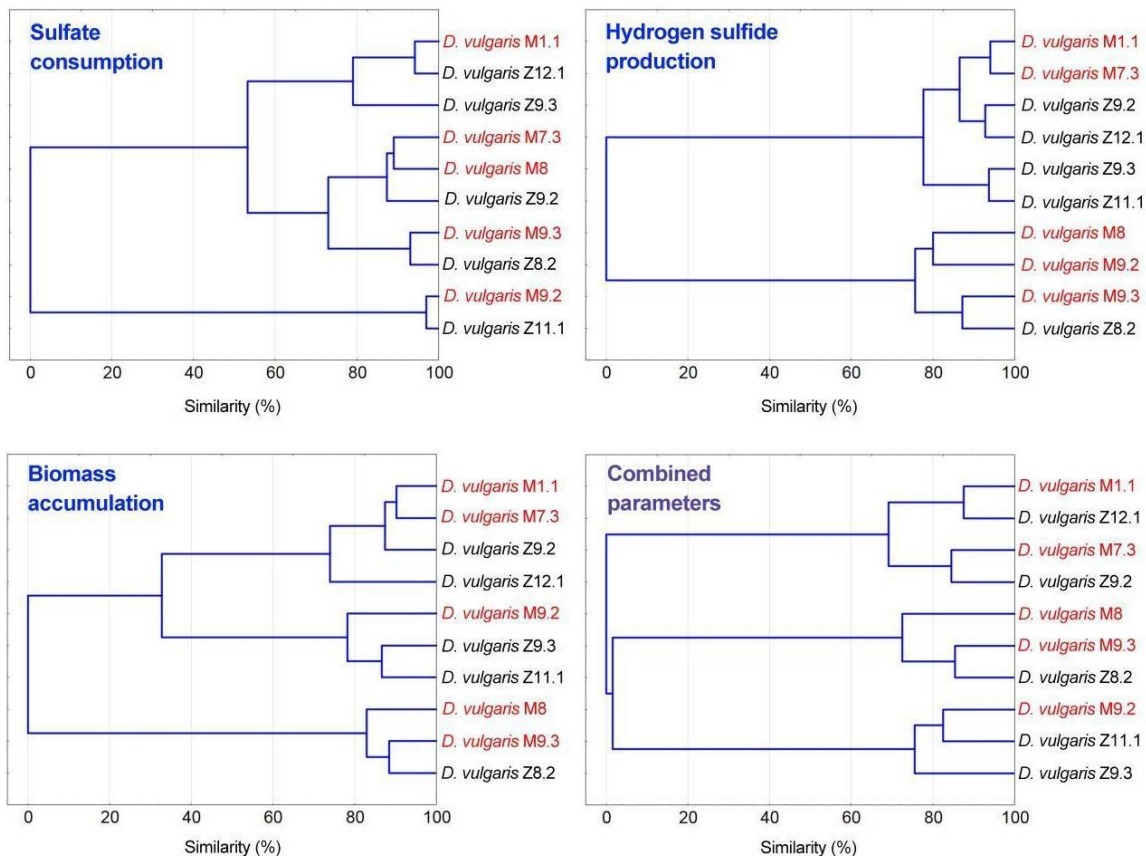 Sulfate
consumption
D. vulgaris M1.1
D. vulgaris Z12.1
D. vulgaris Z9.3
D. vulgaris M7.3
D. vulgaris M8
D. vulgaris Z9.2
D. vulgaris M9.3
D. vulgaris Z8.2
D. vulgaris M9.2
D. vulgaris Z11.1
0 20 40 60 80 100
Similarity (%)
Hydrogen sulfide
production
D. vulgaris M1.1
D. vulgaris M7.3
D. vulgaris Z9.2
D. vulgaris Z12.1
D. vulgaris Z9.3
D. vulgaris Z11.1
D. vulgaris M8
D. vulgaris M9.2
D. vulgaris M9.3
D. vulgaris Z8.2
0 20 40 60 80 100
Similarity (%)
Biomass
accumulation
D. vulgaris M1.1
D. vulgaris M7.3
D. vulgaris Z9.2
D. vulgaris Z12.1
D. vulgaris M9.2
D. vulgaris Z9.3
D. vulgaris Z11.1
D. vulgaris M8
D. vulgaris M9.3
D. vulgaris Z8.2
0 20 40 60 80 100
Similarity (%)
Combined
parameters
D. vulgaris M1.1
D. vulgaris Z12.1
D. vulgaris M7.3
D. vulgaris Z9.2
D. vulgaris M8
D. vulgaris M9.3
D. vulgaris Z8.2
D. vulgaris M9.2
D. vulgaris Z11.1
D. vulgaris Z9.3
0 20 40 60 80 100
Similarity (%)